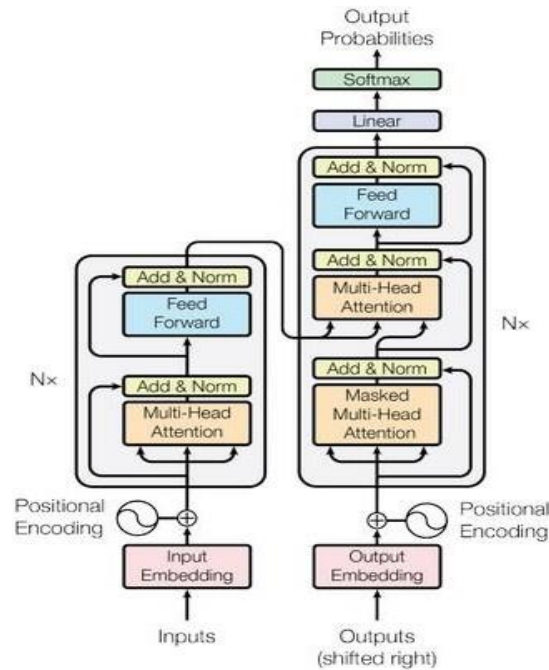 Output
Probabilities
Softmax
Linear
Add & Norm
Feed
Forward
Add & Norm
Multi-Head
Attention
Add & Norm
Masked
Multi-Head
Attention
Nx
Add & Norm
Feed
Forward
Nx
Add & Norm
Multi-Head
Attention
Positional
Encoding
Positional
Encoding
Input
Embedding
Output
Embedding
Inputs
Outputs
(shifted right)